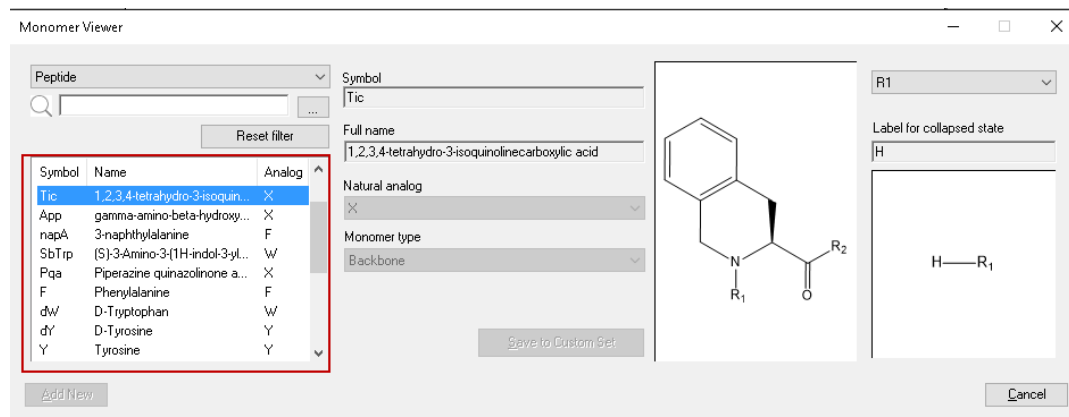 Monomer Viewer
Peptide
...
Reset filter
Symbol Name Analog
Tic 1,2,3,4-tetrahydro-3-isoquin... X
App gamma-amino-beta-hydroxy... X
napA 3-naphthylalanine F
SbTrp (S)-3-Amino-3-(1H-indol-3-yl... W
Pqa Piperazine quinazolinone a... X
F Phenylalanine F
dW D-Tryptophan W
dY D-Tyrosine Y
Y Tyrosine Y
Add New
Symbol
Tic
Full name
1,2,3,4-tetrahydro-3-isoquinolinecarboxylic acid
Natural analog
X
Monomer type
Backbone
Save to Custom Set
R2
N
R1
O
R1
Label for collapsed state
H
H—R1
Cancel